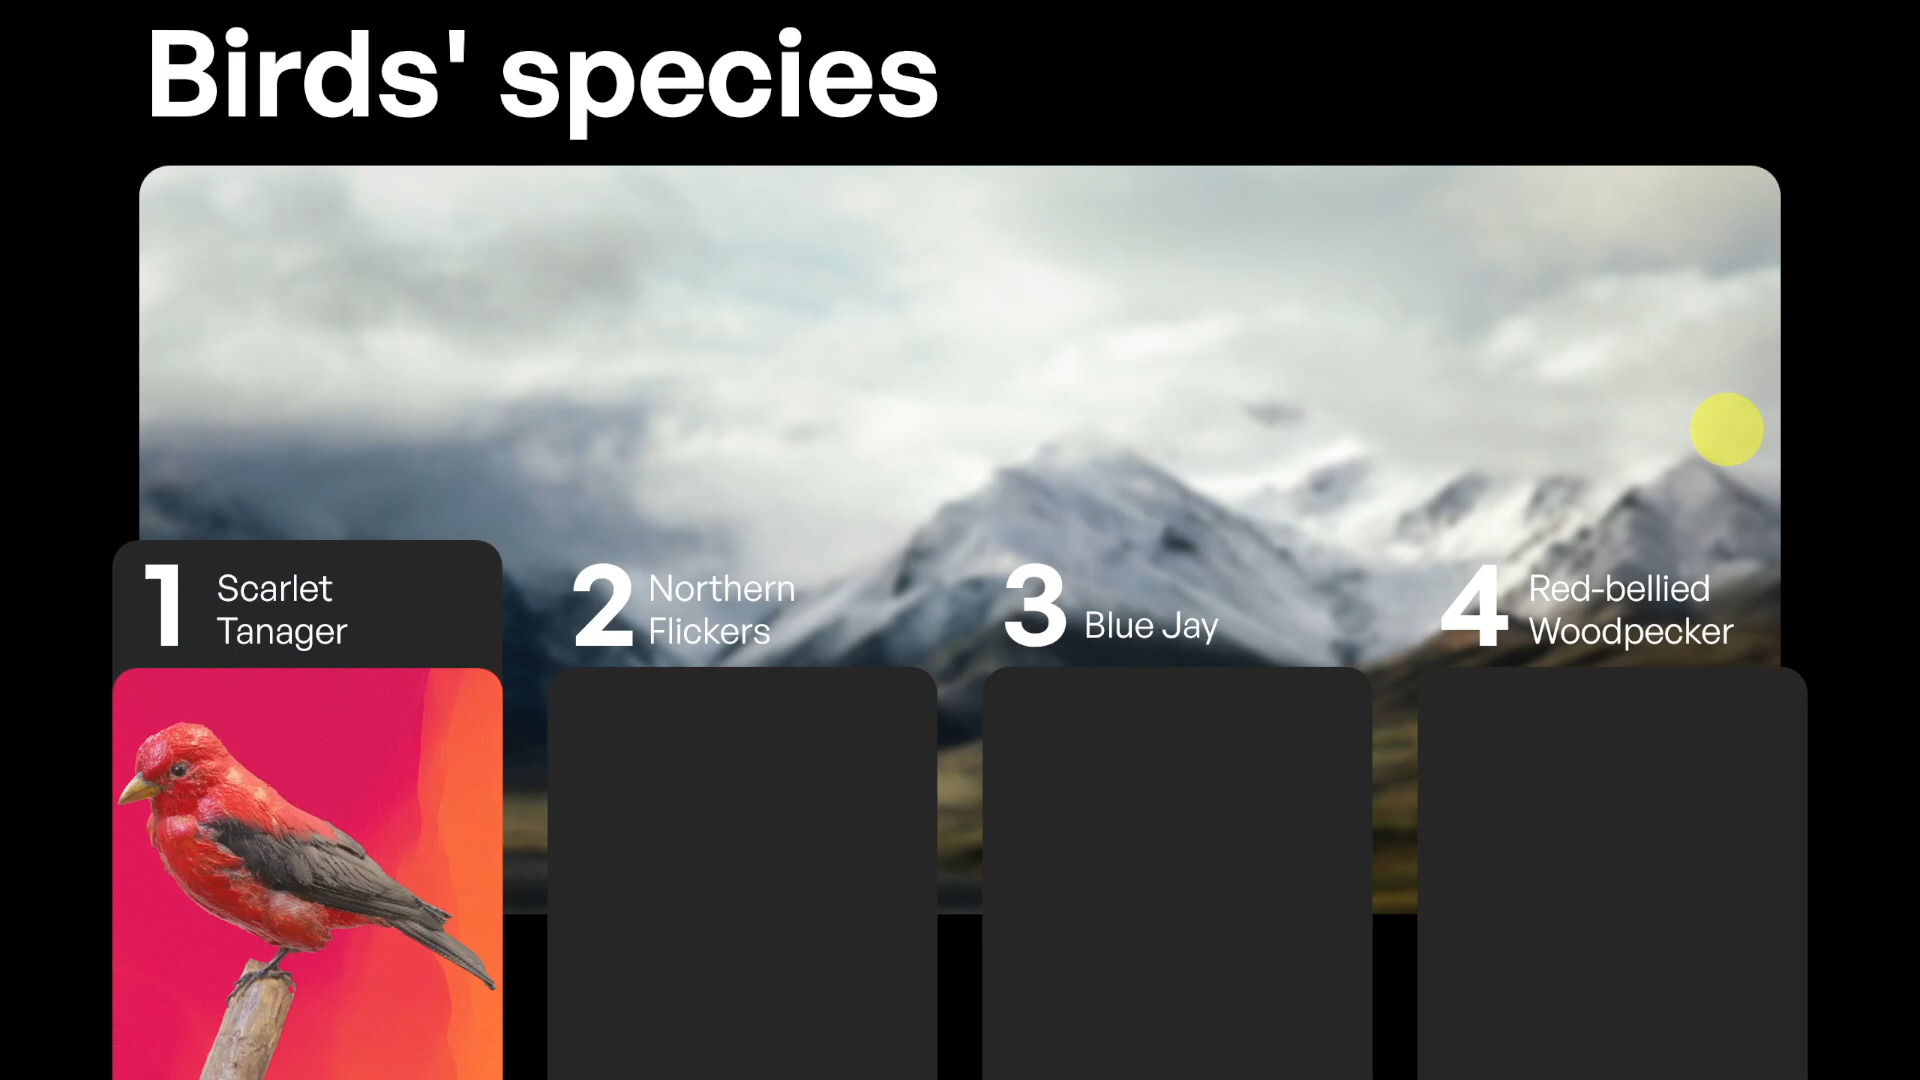 Birds' species
1
Scarlet
Tanager
2
Northern
Flickers
3
Blue Jay
4
Red-bellied
Woodpecker